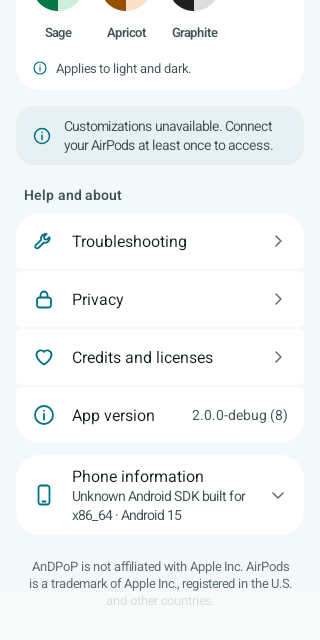 Sage Apricot Graphite
Applies to light and dark.
Customizations unavailable. Connect
your AirPods at least once to access.
Help and about
Troubleshooting
Privacy
Credits and licenses
App version 2.0.0-debug (8)
Phone information
Unknown Android SDK built for
x86_64 · Android 15
AnDPoP is not affiliated with Apple Inc. AirPods
is a trademark of Apple Inc., registered in the U.S.
and other countries.